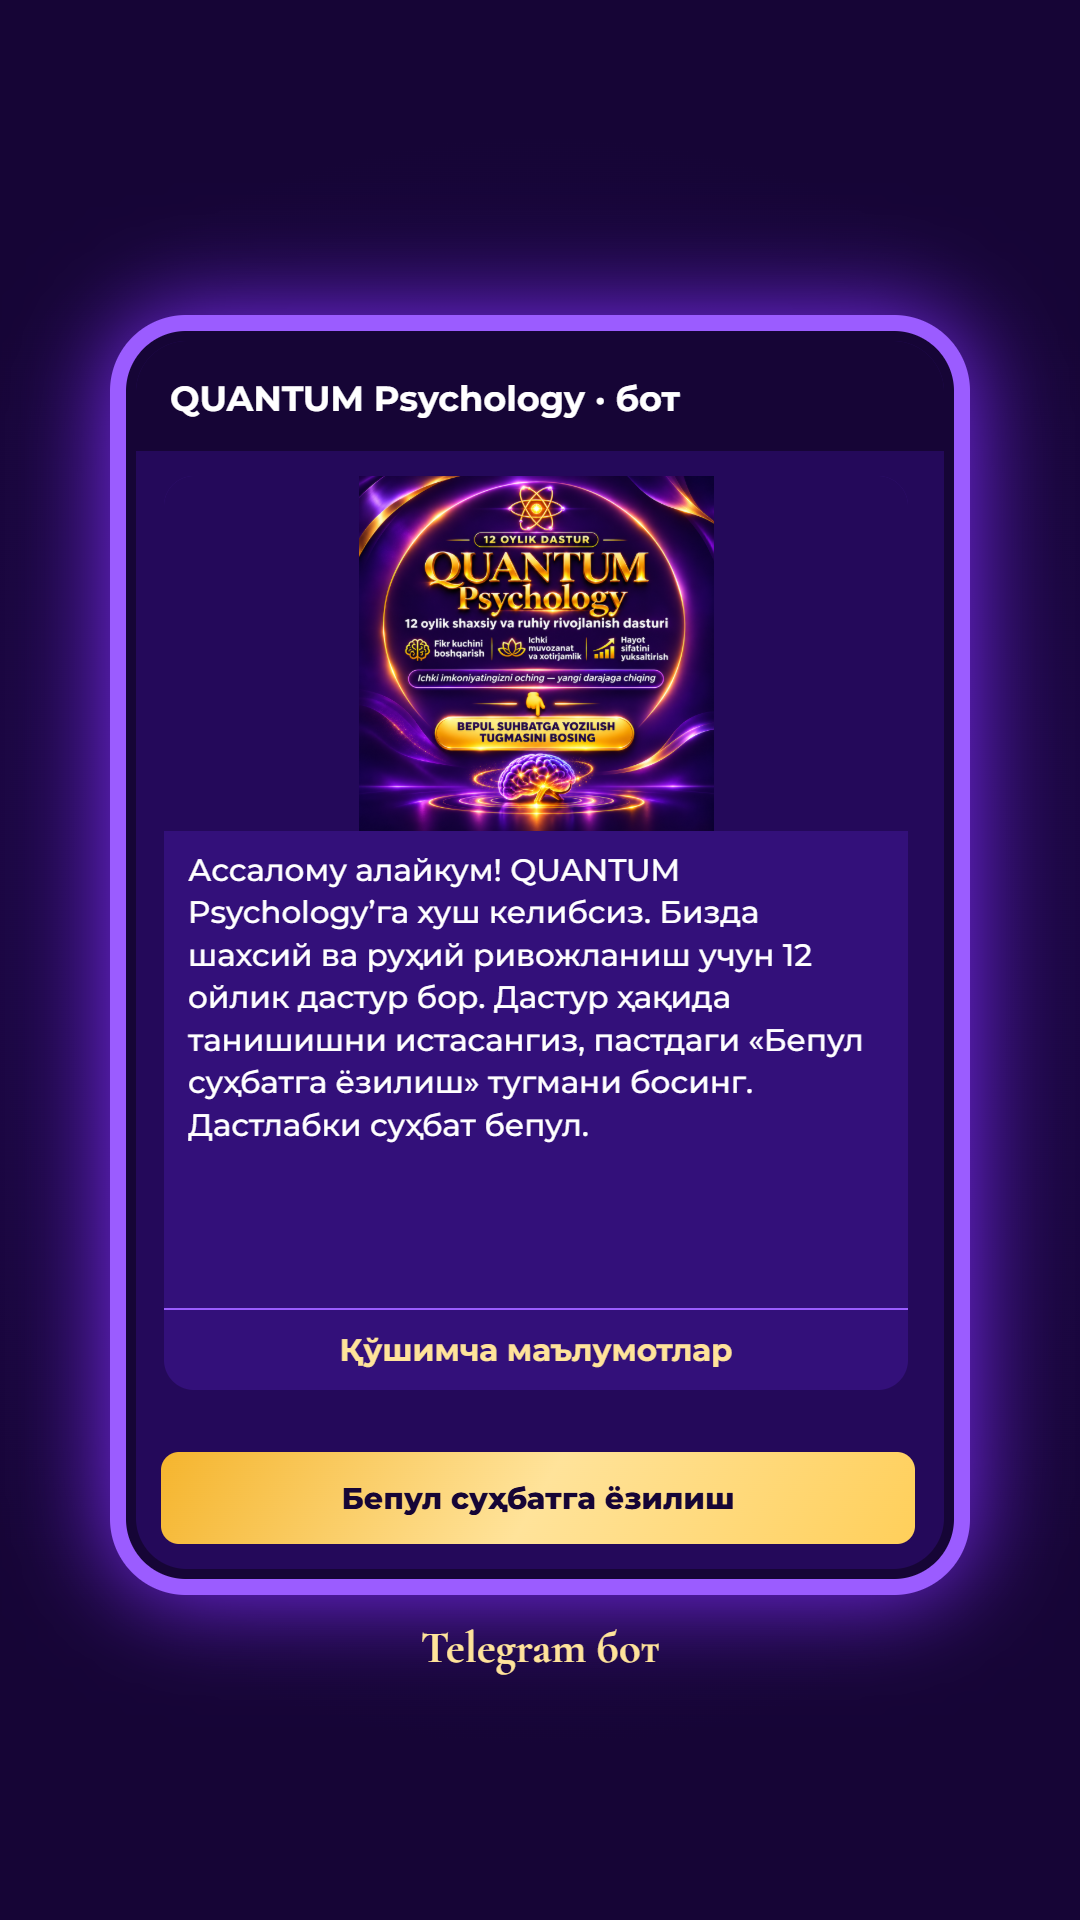 QUANTUM Psychology · бот
12 OYLIK DASTUR
QUANTUM
Psychology
12 oylik shaxsiy va ruhiy rivojlanish dasturi
Fikr kuchini
boshqarish
Ichki
muvozanat
va xotirjamlik
Hayot
sifatini
yuksaltirish
Ichki imkoniyatingizni oching — yangi darajaga chiqing
BEPUL SUHBATGA YOZILISH
TUGMASINI BOSING
Ассалому алайкум! QUANTUM
Psychology’га хуш келибсиз. Бизда
шахсий ва руҳий ривожланиш учун 12
ойлик дастур бор. Дастур ҳақида
танишишни истасангиз, пастдаги «Бепул
суҳбатга ёзилиш» тугмани босинг.
Дастлабки суҳбат бепул.
Қўшимча маълумотлар
Бепул суҳбатга ёзилиш
Telegram бот